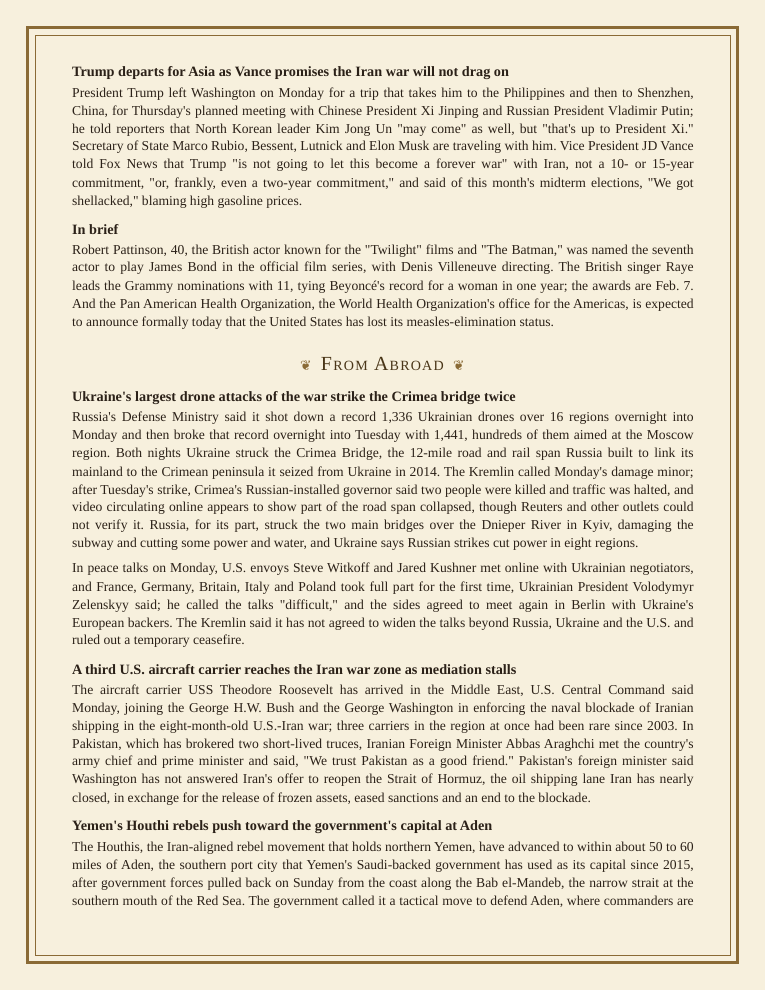 Trump departs for Asia as Vance promises the Iran war will not drag on
President Trump left Washington on Monday for a trip that takes him to the Philippines and then to Shenzhen,
China, for Thursday's planned meeting with Chinese President Xi Jinping and Russian President Vladimir Putin;
he told reporters that North Korean leader Kim Jong Un "may come" as well, but "that's up to President Xi."
Secretary of State Marco Rubio, Bessent, Lutnick and Elon Musk are traveling with him. Vice President JD Vance
told Fox News that Trump "is not going to let this become a forever war" with Iran, not a 10- or 15-year
commitment, "or, frankly, even a two-year commitment," and said of this month's midterm elections, "We got
shellacked," blaming high gasoline prices.
In brief
Robert Pattinson, 40, the British actor known for the "Twilight" films and "The Batman," was named the seventh
actor to play James Bond in the official film series, with Denis Villeneuve directing. The British singer Raye
leads the Grammy nominations with 11, tying Beyoncé's record for a woman in one year; the awards are Feb. 7.
And the Pan American Health Organization, the World Health Organization's office for the Americas, is expected
to announce formally today that the United States has lost its measles-elimination status.
❦ From Abroad ❦
Ukraine's largest drone attacks of the war strike the Crimea bridge twice
Russia's Defense Ministry said it shot down a record 1,336 Ukrainian drones over 16 regions overnight into
Monday and then broke that record overnight into Tuesday with 1,441, hundreds of them aimed at the Moscow
region. Both nights Ukraine struck the Crimea Bridge, the 12-mile road and rail span Russia built to link its
mainland to the Crimean peninsula it seized from Ukraine in 2014. The Kremlin called Monday's damage minor;
after Tuesday's strike, Crimea's Russian-installed governor said two people were killed and traffic was halted, and
video circulating online appears to show part of the road span collapsed, though Reuters and other outlets could
not verify it. Russia, for its part, struck the two main bridges over the Dnieper River in Kyiv, damaging the
subway and cutting some power and water, and Ukraine says Russian strikes cut power in eight regions.
In peace talks on Monday, U.S. envoys Steve Witkoff and Jared Kushner met online with Ukrainian negotiators,
and France, Germany, Britain, Italy and Poland took full part for the first time, Ukrainian President Volodymyr
Zelenskyy said; he called the talks "difficult," and the sides agreed to meet again in Berlin with Ukraine's
European backers. The Kremlin said it has not agreed to widen the talks beyond Russia, Ukraine and the U.S. and
ruled out a temporary ceasefire.
A third U.S. aircraft carrier reaches the Iran war zone as mediation stalls
The aircraft carrier USS Theodore Roosevelt has arrived in the Middle East, U.S. Central Command said
Monday, joining the George H.W. Bush and the George Washington in enforcing the naval blockade of Iranian
shipping in the eight-month-old U.S.-Iran war; three carriers in the region at once had been rare since 2003. In
Pakistan, which has brokered two short-lived truces, Iranian Foreign Minister Abbas Araghchi met the country's
army chief and prime minister and said, "We trust Pakistan as a good friend." Pakistan's foreign minister said
Washington has not answered Iran's offer to reopen the Strait of Hormuz, the oil shipping lane Iran has nearly
closed, in exchange for the release of frozen assets, eased sanctions and an end to the blockade.
Yemen's Houthi rebels push toward the government's capital at Aden
The Houthis, the Iran-aligned rebel movement that holds northern Yemen, have advanced to within about 50 to 60
miles of Aden, the southern port city that Yemen's Saudi-backed government has used as its capital since 2015,
after government forces pulled back on Sunday from the coast along the Bab el-Mandeb, the narrow strait at the
southern mouth of the Red Sea. The government called it a tactical move to defend Aden, where commanders are